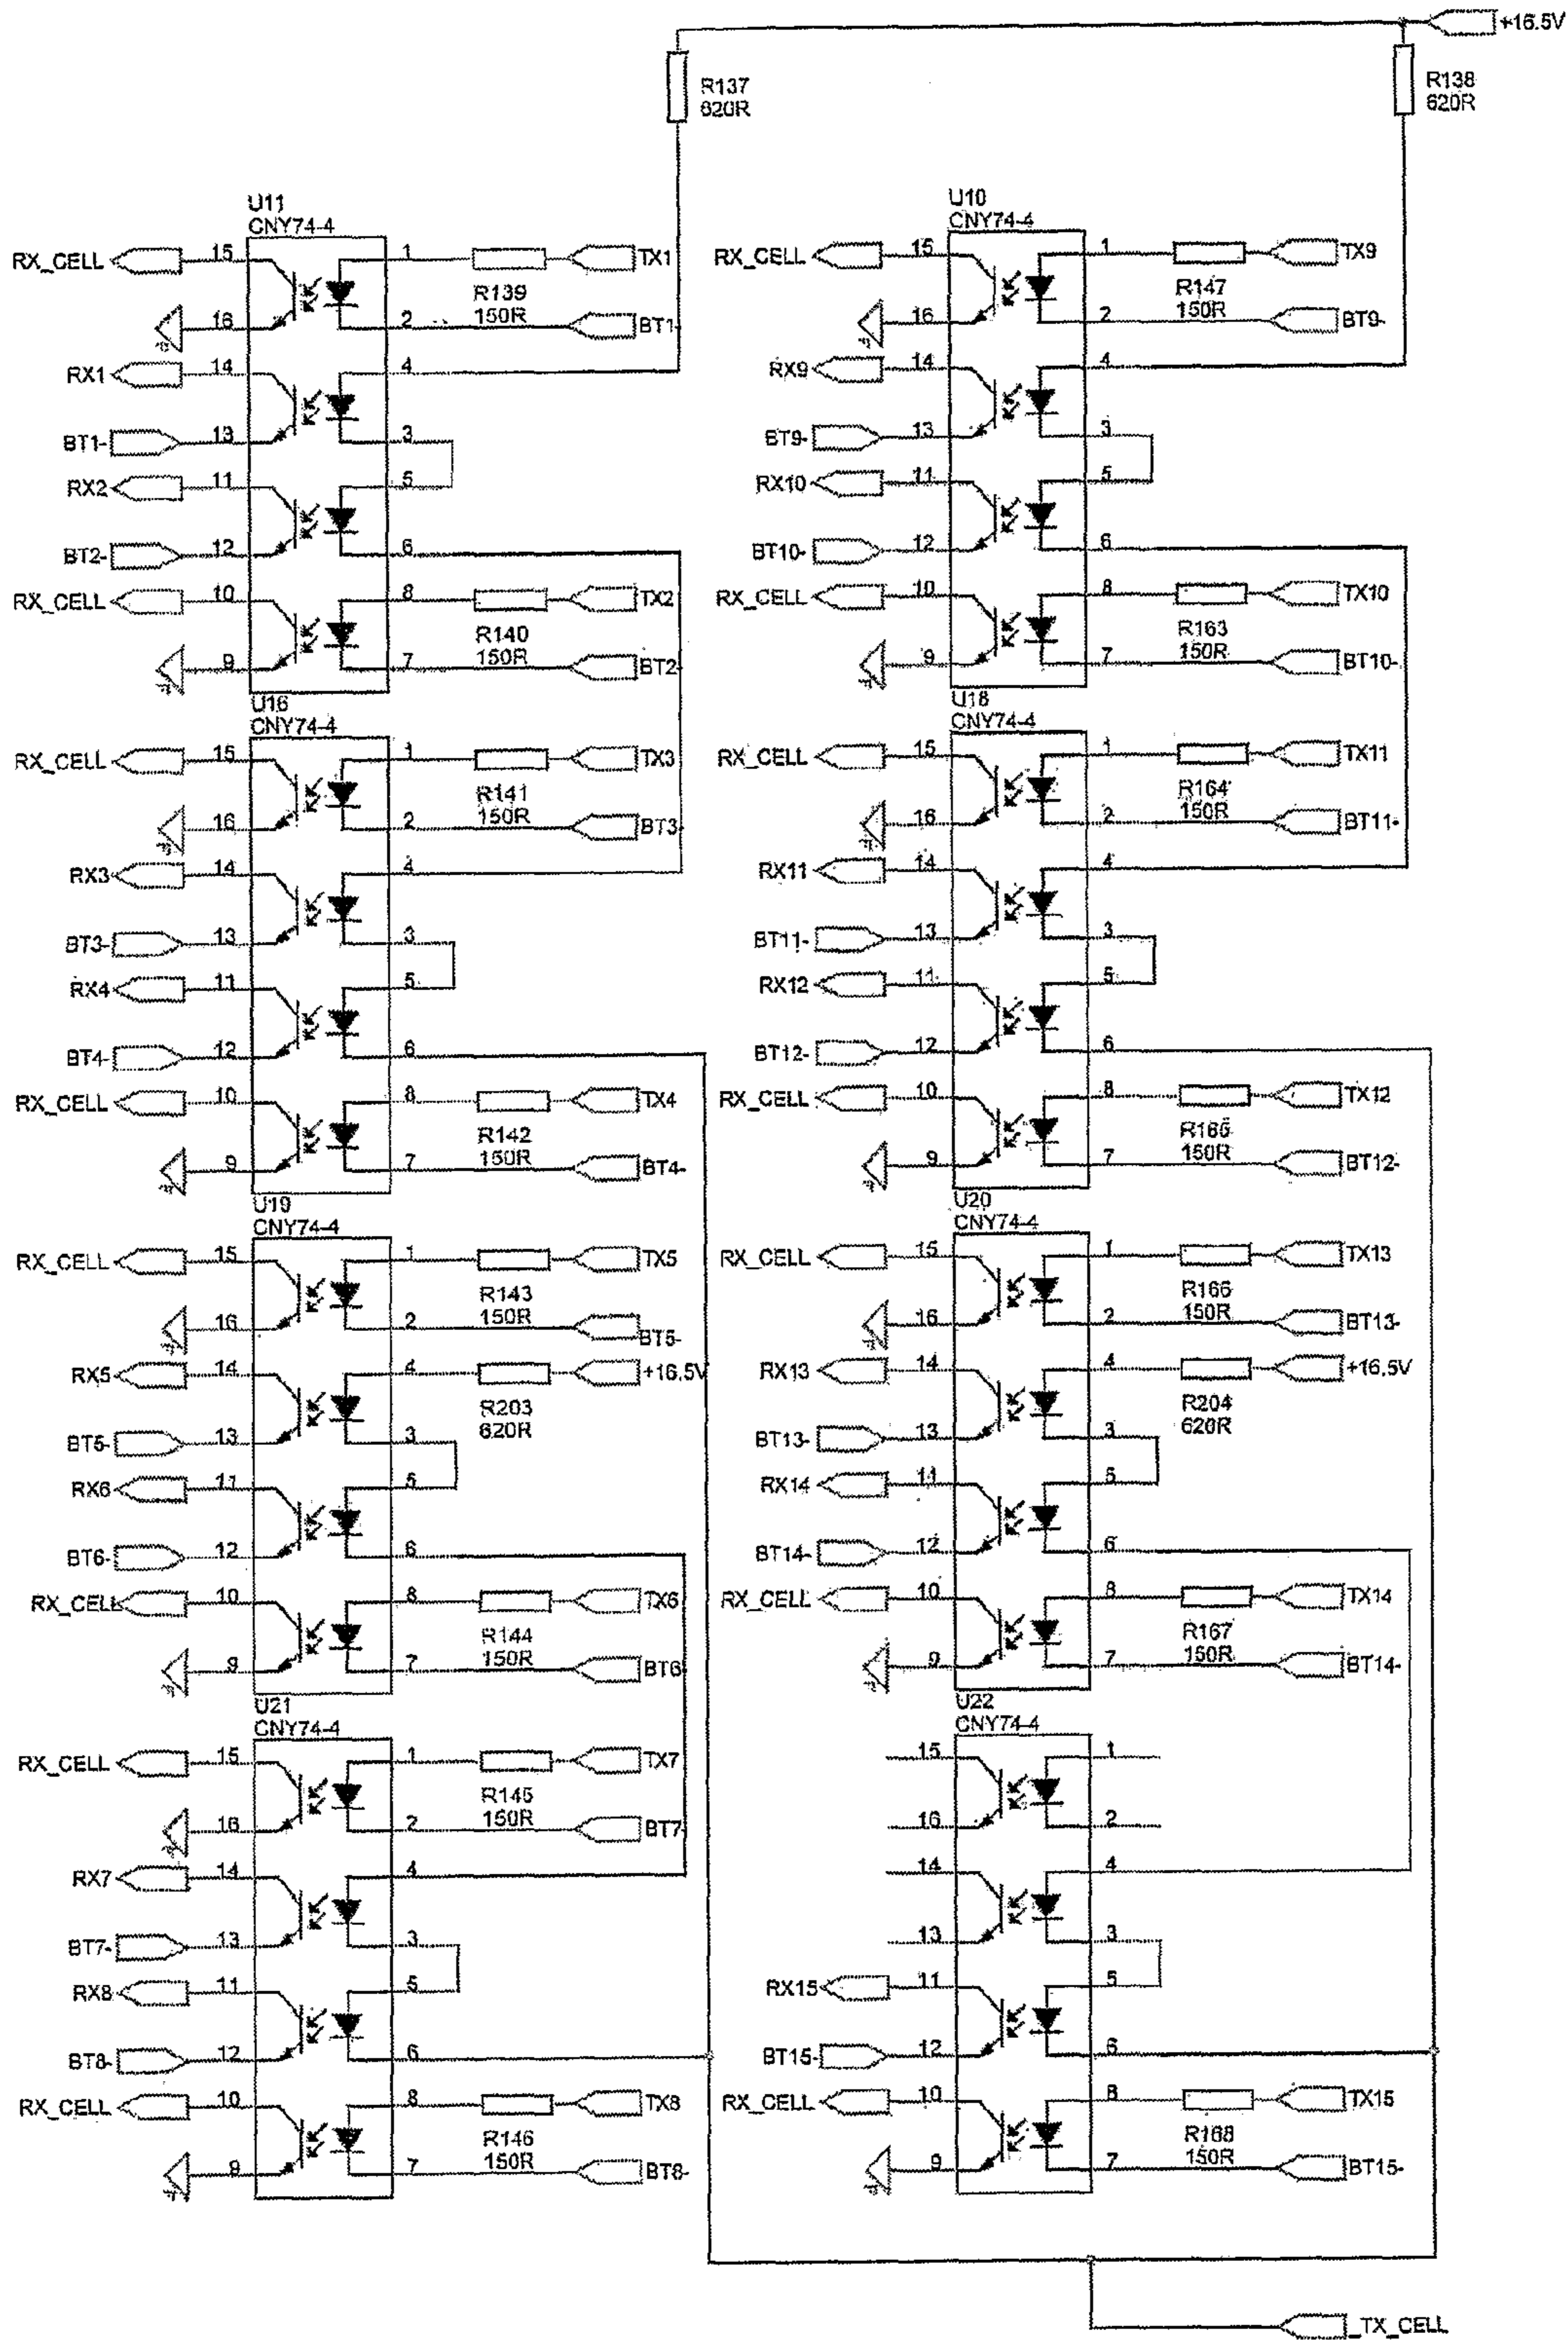 +16.5V
R137
620R
R138
620R
U11
CNY74-4
RX_CELL 15 1 TX1
R139
150R
16 2 BT1-
RX1 14 4
BT1- 13 3
RX2 11 5
BT2- 12 6
RX_CELL 10 8 TX2
R140
150R
9 7 BT2-
U16
CNY74-4
RX_CELL 15 1 TX3
R141
150R
16 2 BT3-
RX3 14 4
BT3- 13 3
RX4 11 5
BT4- 12 6
RX_CELL 10 8 TX4
R142
150R
9 7 BT4-
U19
CNY74-4
RX_CELL 15 1 TX5
R143
150R
16 2 BT5-
RX5 14 4 +16.5V
R203
620R
BT5- 13 3
RX6 11 5
BT6- 12 6
RX_CELL 10 8 TX6
R144
150R
9 7 BT6
U21
CNY74-4
RX_CELL 15 1 TX7
R145
150R
16 2 BT7
RX7 14 4
BT7- 13 3
RX8 11 5
BT8- 12 6
RX_CELL 10 8 TX8
R146
150R
9 7 BT8-
U10
CNY74-4
RX_CELL 15 1 TX9
R147
150R
16 2 BT9-
RX9 14 4
BT9- 13 3
RX10 11 5
BT10- 12 6
RX_CELL 10 8 TX10
R163
150R
9 7 BT10-
U18
CNY74-4
RX_CELL 15 1 TX11
R164
150R
16 2 BT11-
RX11 14 4
BT11- 13 3
RX12 11 5
BT12- 12 6
RX_CELL 10 8 TX12
R165
150R
9 7 BT12-
U20
CNY74-4
RX_CELL 15 1 TX13
R166
150R
16 2 BT13-
RX13 14 4 +16.5V
R204
620R
BT13- 13 3
RX14 11 5
BT14- 12 6
RX_CELL 10 8 TX14
R167
150R
9 7 BT14-
U22
CNY74-4
15 1
16 2
14 4
13 3
RX15 11 5
BT15- 12 6
RX_CELL 10 8 TX15
R168
150R
9 7 BT15-
_TX_CELL